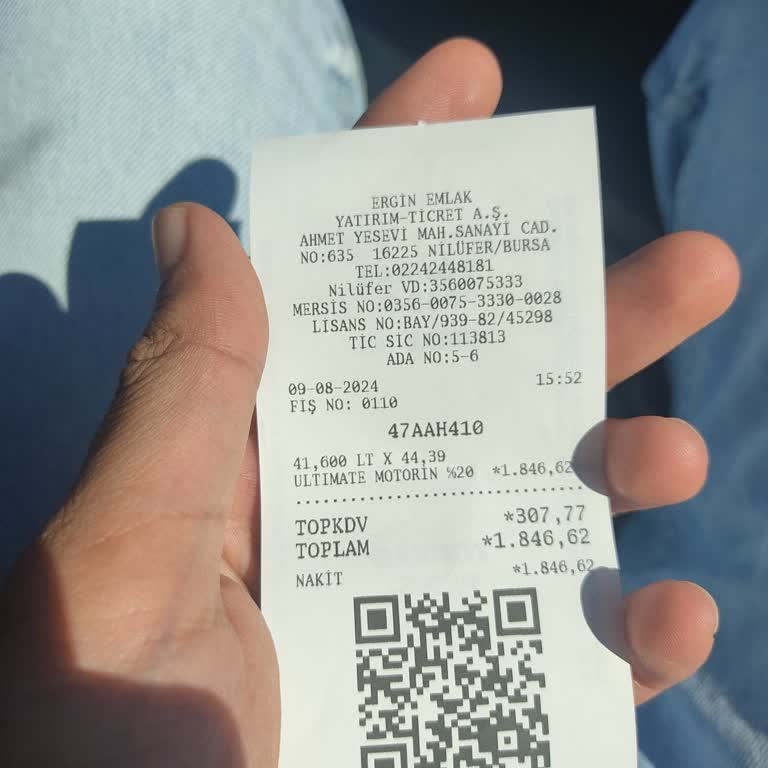 ERGİN EMLAK
YATIRIM-TİCRET A.Ş.
AHMET YESEVİ MAH.SANAYİ CAD.
NO:635 16225 NİLÜFER/BURSA
TEL:02242448181
Nilüfer VD:3560075333
MERSİS NO:0356-0075-3330-0028
LİSANS NO:BAY/939-82/45298
TİC SİC NO:113813
ADA NO:5-6
09-08-2024 15:52
FİŞ NO: 0110
47AAH410
41,600 LT X 44,39
ULTIMATE MOTORİN %20 *1.846,62
TOPKDV *307,77
TOPLAM *1.846,62
NAKİT *1.846,62